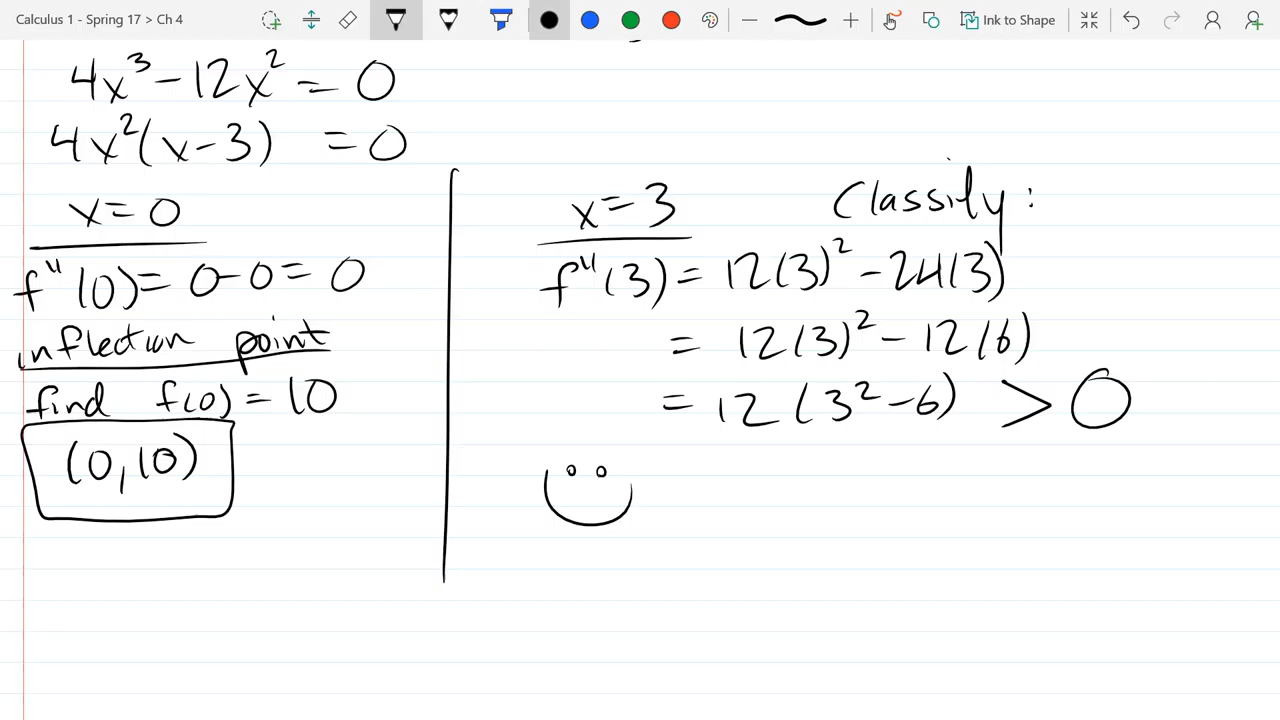 Calculus 1 - Spring 17 > Ch 4
Ink to Shape
4x³ - 12x² = 0
4x²(x-3) = 0
x = 0
f"(0) = 0-0 = 0
inflection point
find f(0) = 10
(0,10)
x = 3
Classify:
f"(3) = 12(3)² - 24(3)
= 12(3)² - 12(6)
= 12(3² - 6) > 0